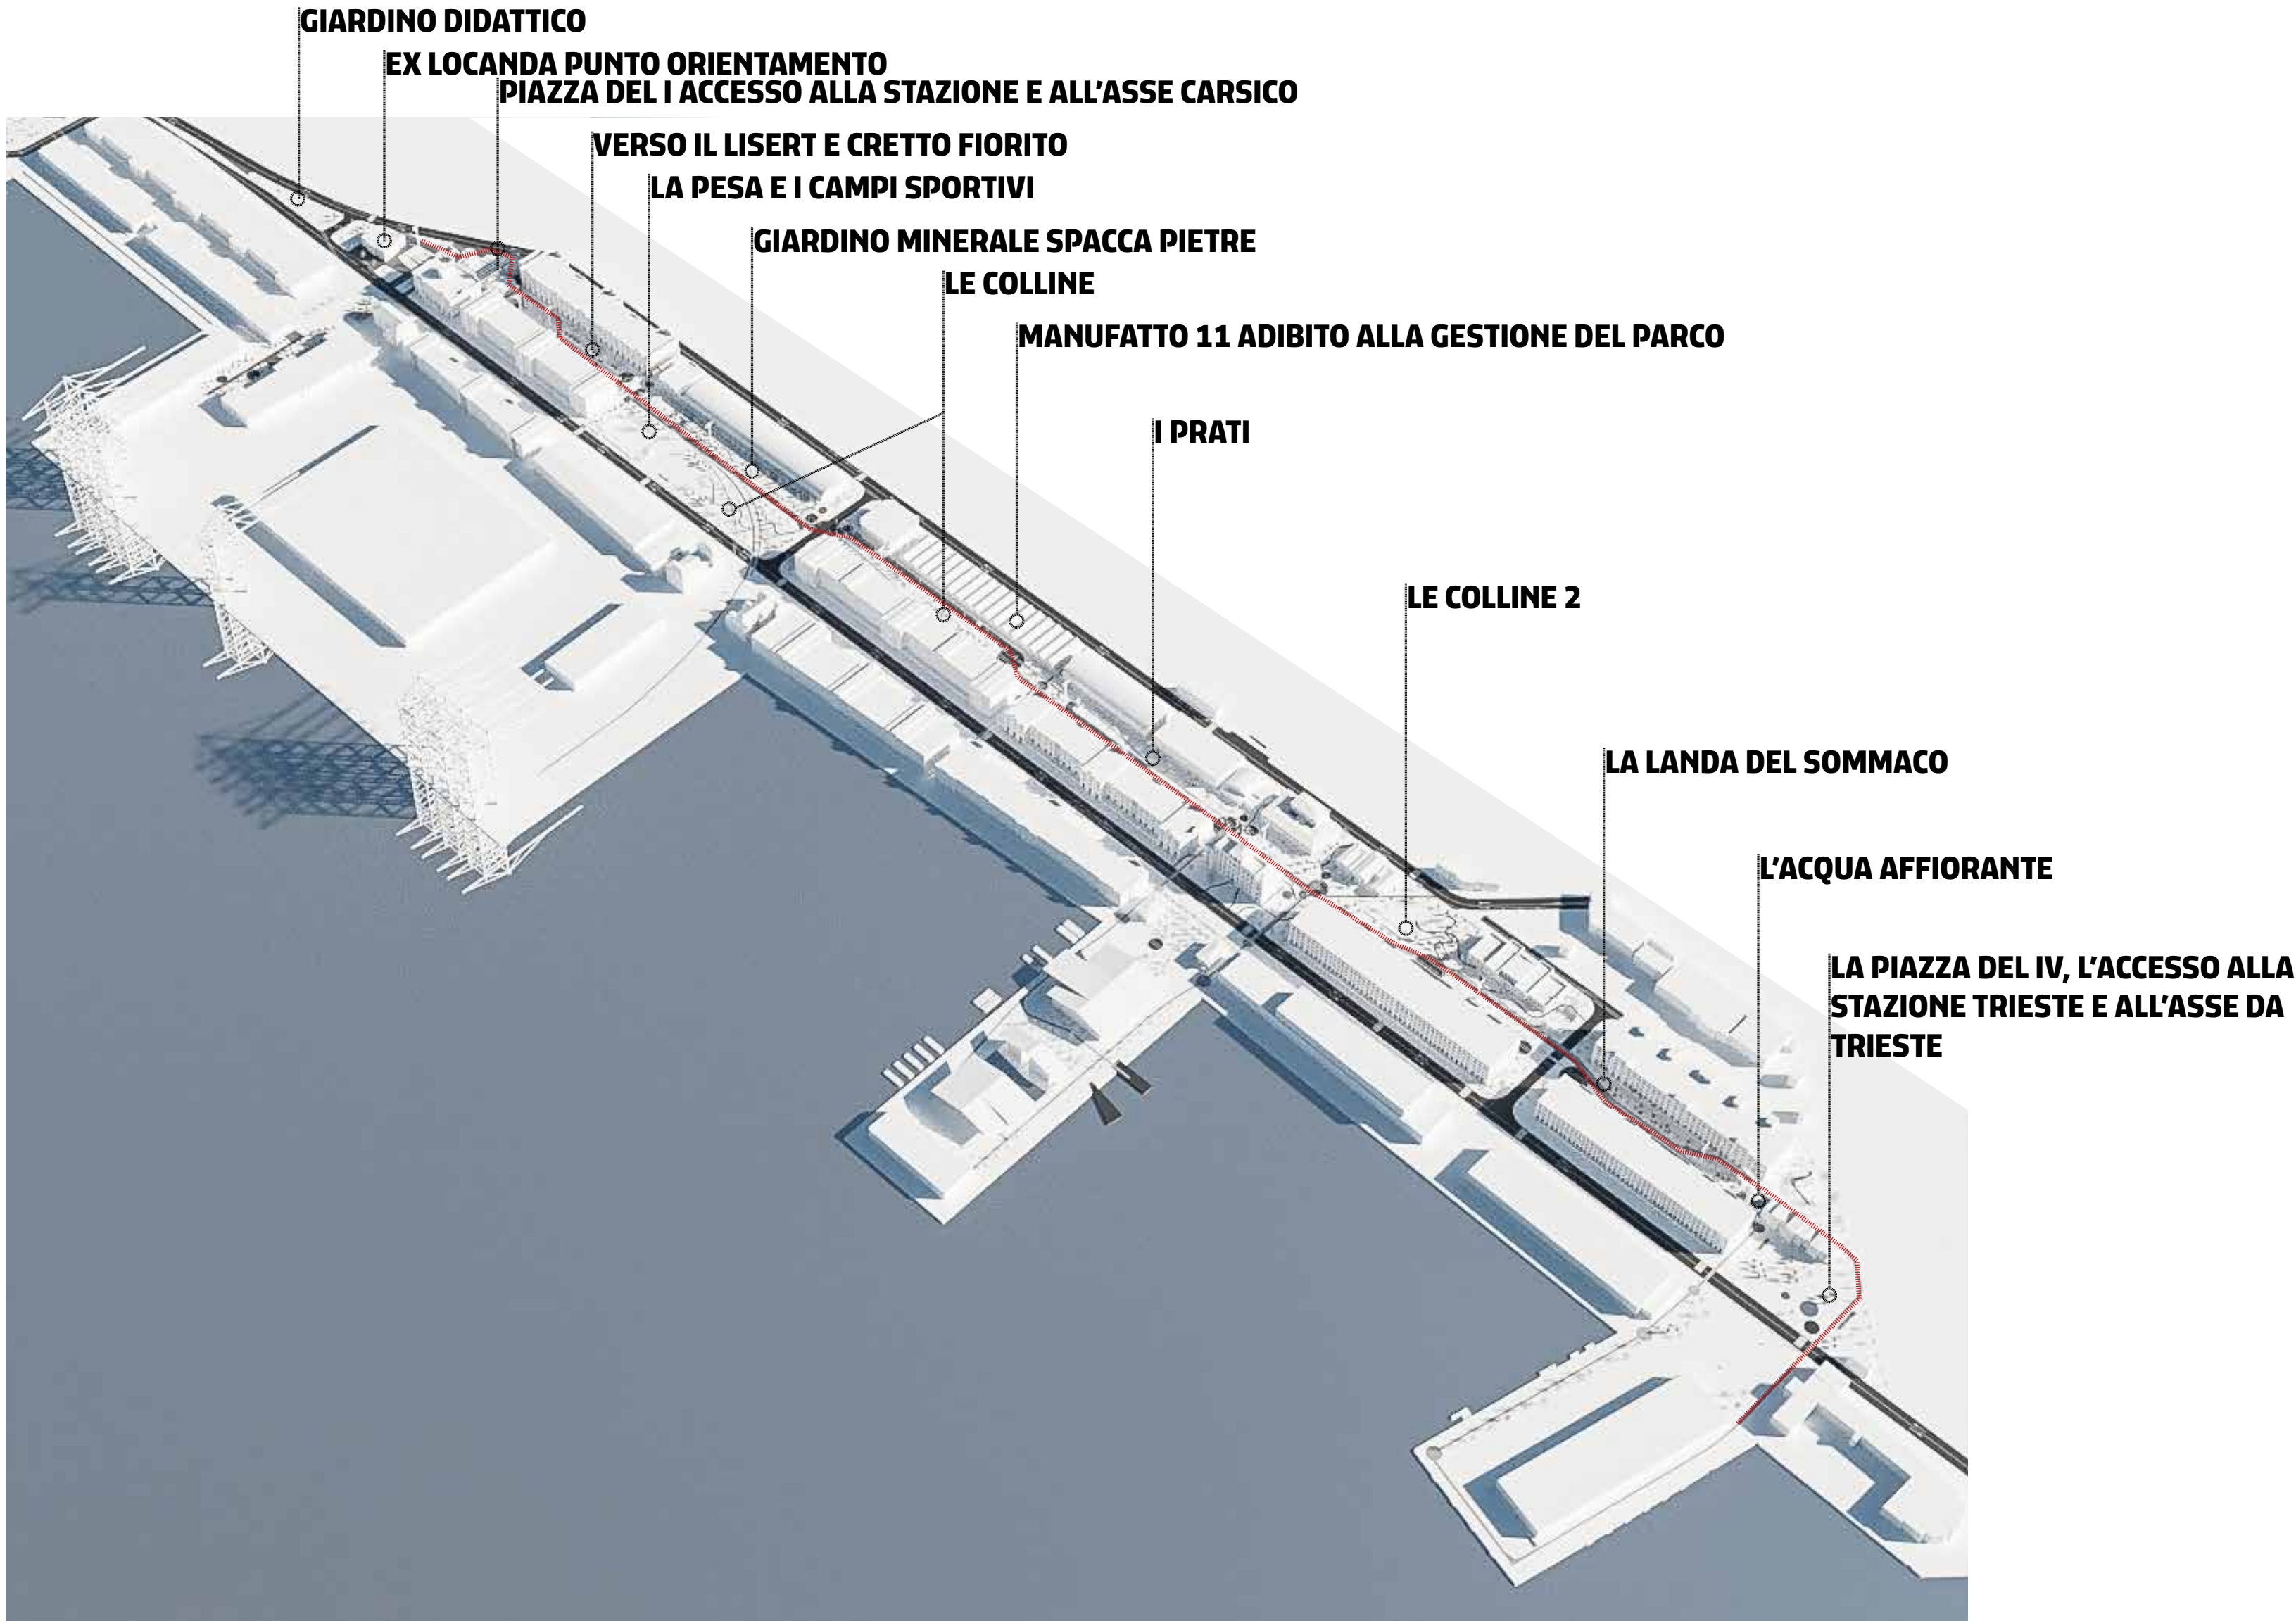 GIARDINO DIDATTICO
EX LOCANDA PUNTO ORIENTAMENTO
PIAZZA DEL I ACCESSO ALLA STAZIONE E ALL'ASSE CARSICO
VERSO IL LISERT E CRETTO FIORITO
LA PESA E I CAMPI SPORTIVI
GIARDINO MINERALE SPACCA PIETRE
LE COLLINE
MANUFATTO 11 ADIBITO ALLA GESTIONE DEL PARCO
I PRATI
LE COLLINE 2
LA LANDA DEL SOMMACO
L'ACQUA AFFIORANTE
LA PIAZZA DEL IV, L'ACCESSO ALLA
STAZIONE TRIESTE E ALL'ASSE DA
TRIESTE